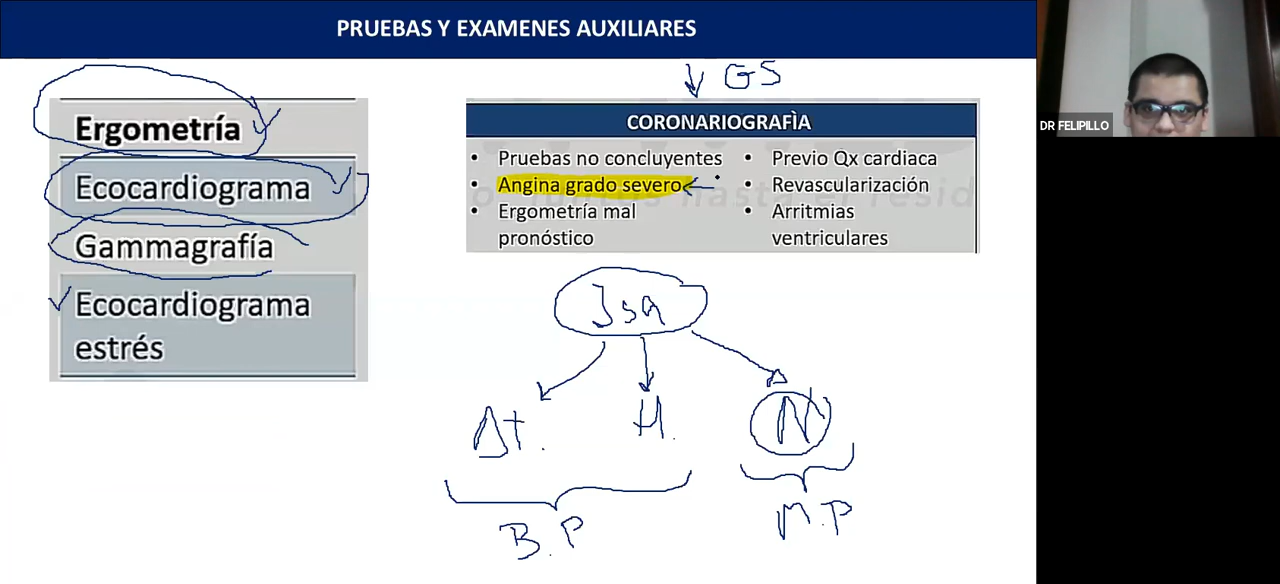 PRUEBAS Y EXAMENES AUXILIARES
Ergometría
Ecocardiograma
Gammagrafía
Ecocardiograma
estrés
GS
CORONARIOGRAFÌA
• Pruebas no concluyentes
• Angina grado severo
• Ergometría mal
pronóstico
• Previo Qx cardiaca
• Revascularización
• Arritmias
ventriculares
Isq
At.
H.
N
B.P
M.P
DR FELIPILLO